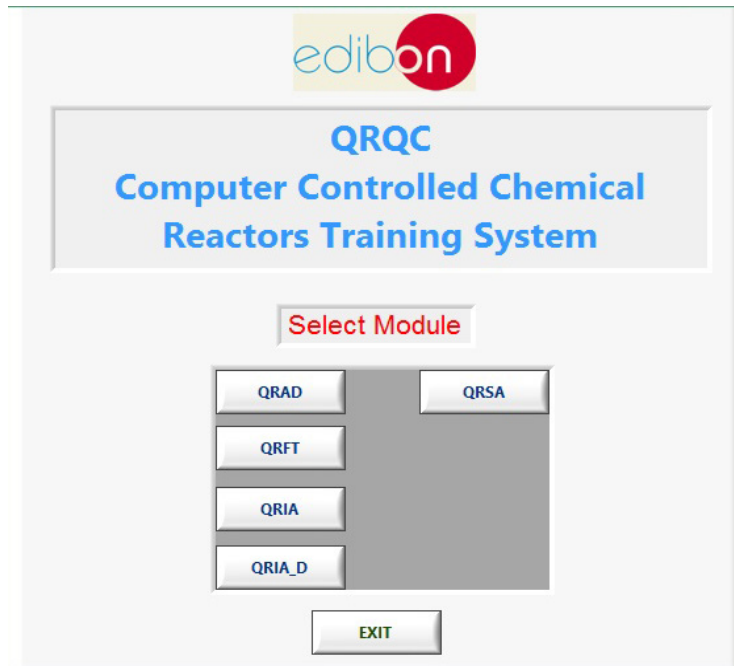 edibon
QRQC
Computer Controlled Chemical
Reactors Training System
Select Module
QRAD
QRSA
QRFT
QRIA
QRIA_D
EXIT